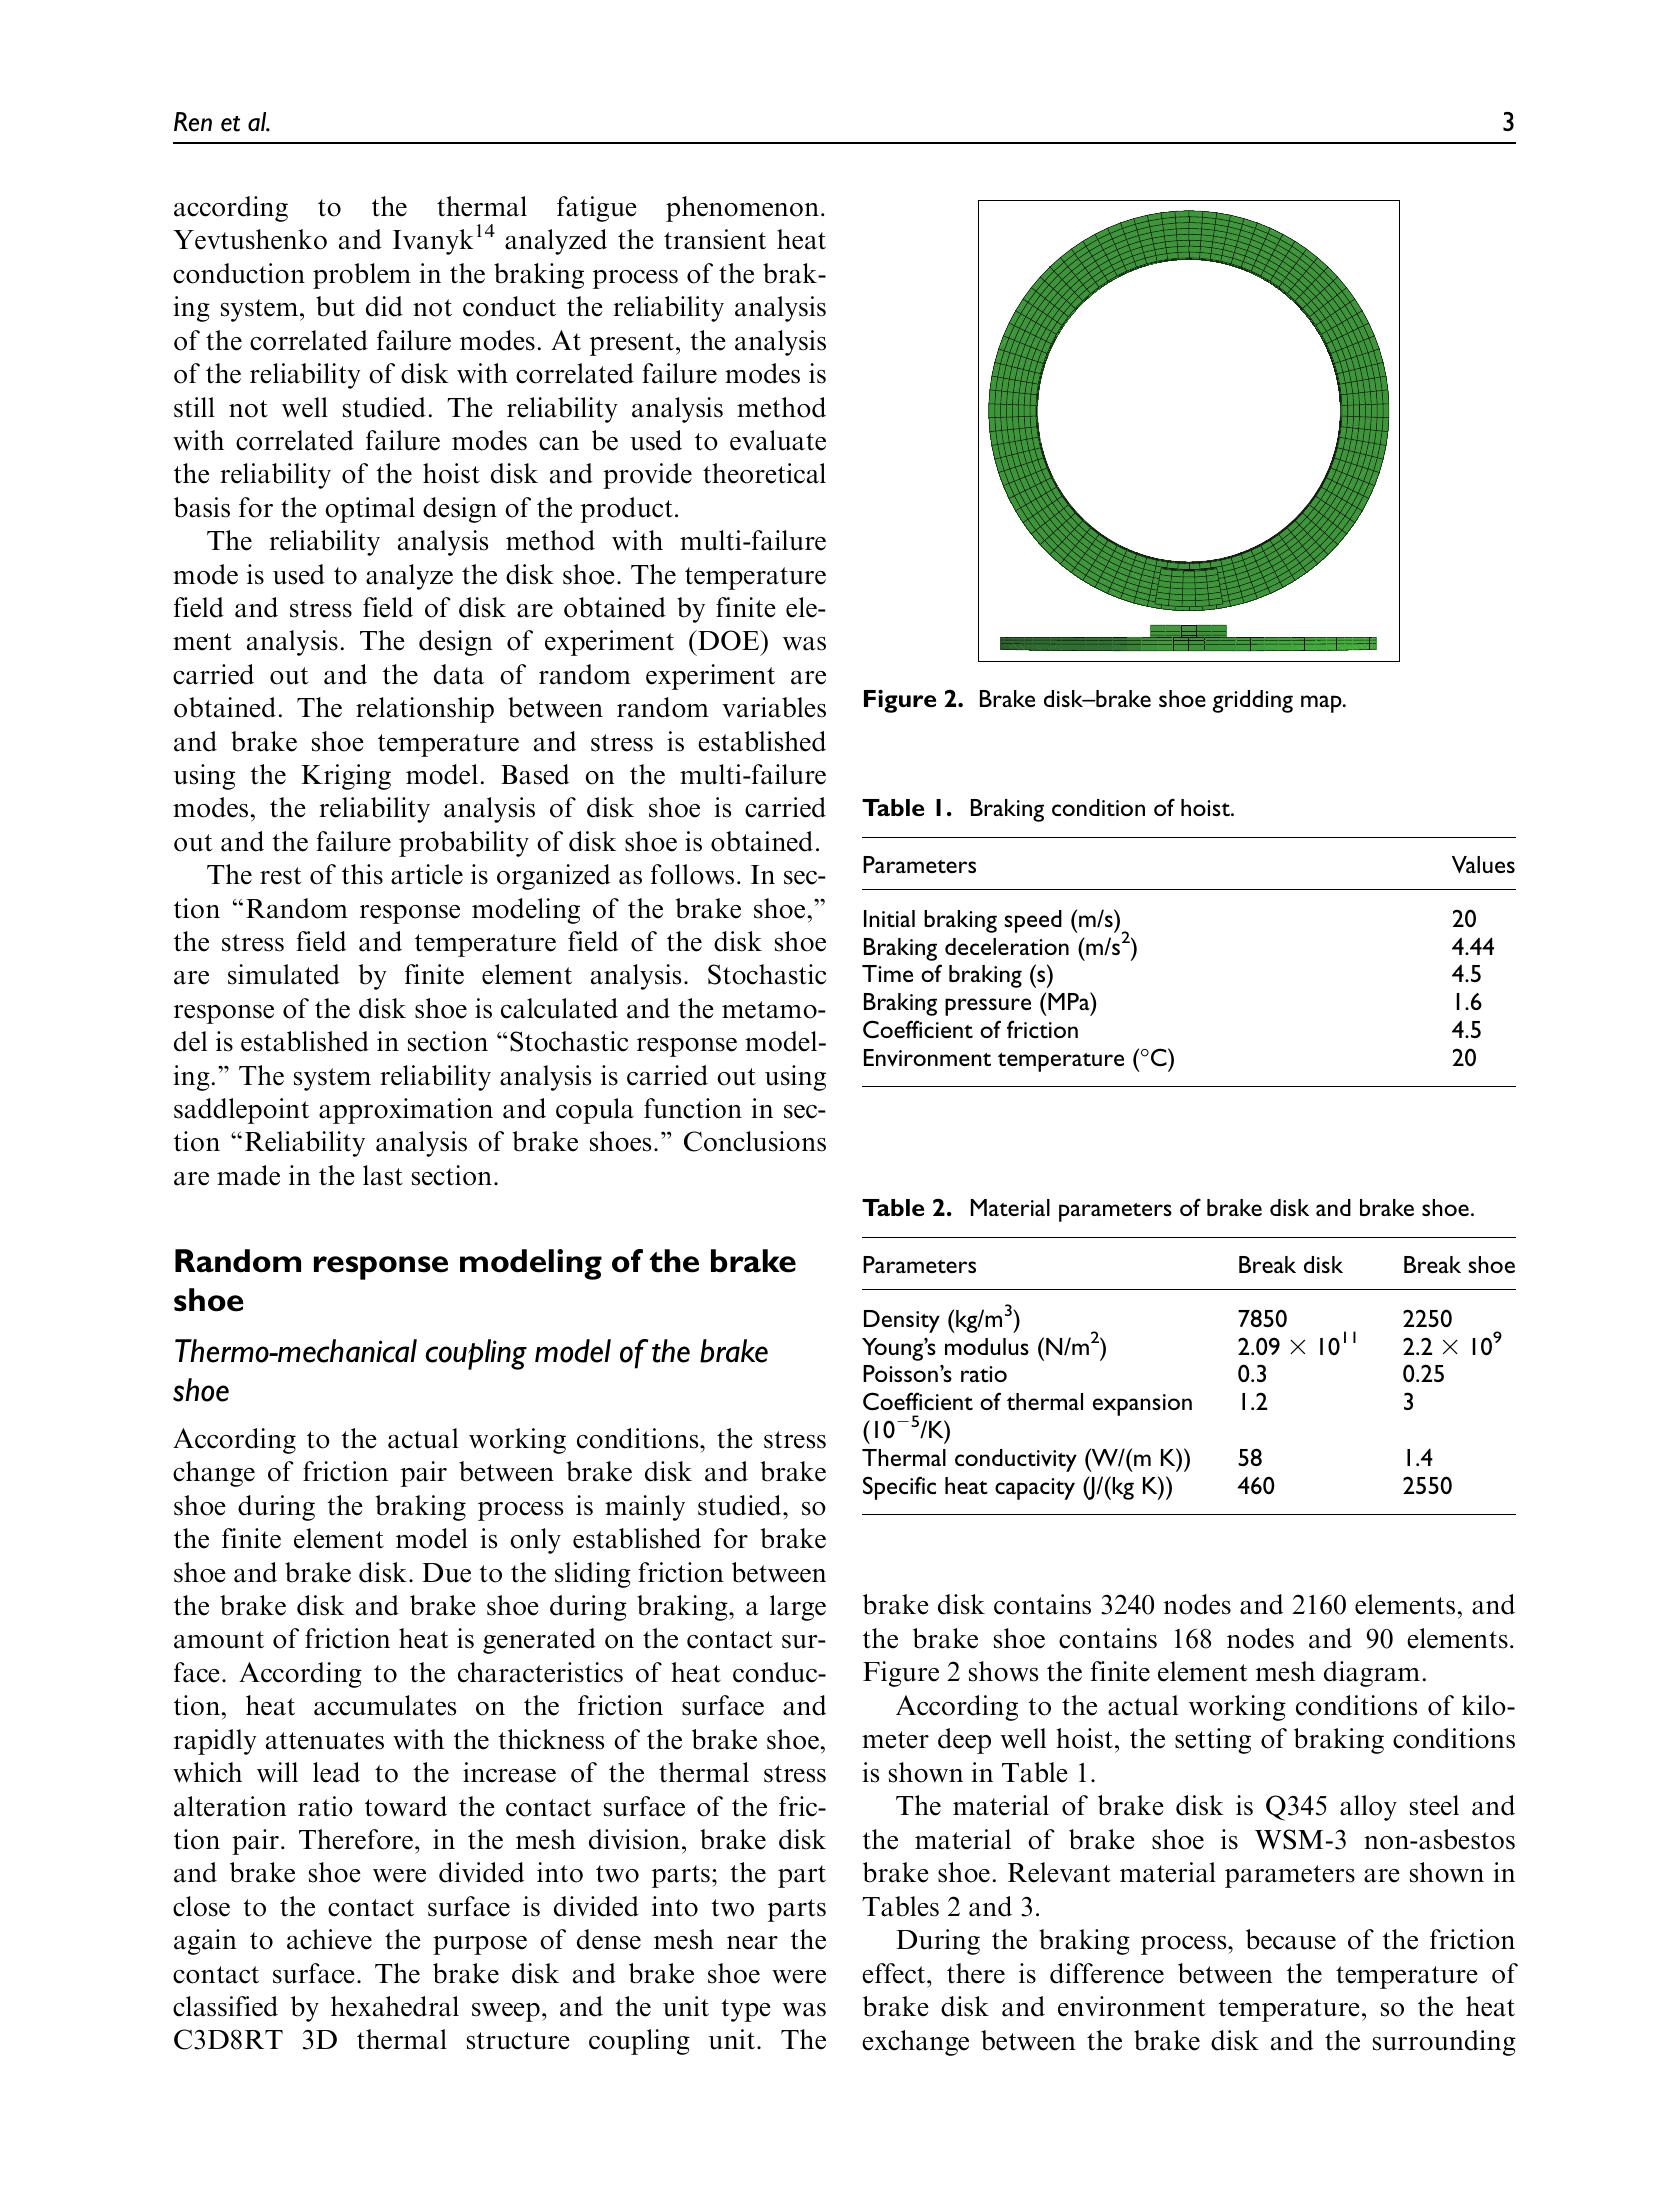 Ren et al.
3
according to the thermal fatigue phenomenon.
Yevtushenko and Ivanyk14 analyzed the transient heat
conduction problem in the braking process of the brak-
ing system, but did not conduct the reliability analysis
of the correlated failure modes. At present, the analysis
of the reliability of disk with correlated failure modes is
still not well studied. The reliability analysis method
with correlated failure modes can be used to evaluate
the reliability of the hoist disk and provide theoretical
basis for the optimal design of the product.
The reliability analysis method with multi-failure
mode is used to analyze the disk shoe. The temperature
field and stress field of disk are obtained by finite ele-
ment analysis. The design of experiment (DOE) was
carried out and the data of random experiment are
obtained. The relationship between random variables
and brake shoe temperature and stress is established
using the Kriging model. Based on the multi-failure
modes, the reliability analysis of disk shoe is carried
out and the failure probability of disk shoe is obtained.
The rest of this article is organized as follows. In sec-
tion “Random response modeling of the brake shoe,”
the stress field and temperature field of the disk shoe
are simulated by finite element analysis. Stochastic
response of the disk shoe is calculated and the metamo-
del is established in section “Stochastic response model-
ing.” The system reliability analysis is carried out using
saddlepoint approximation and copula function in sec-
tion “Reliability analysis of brake shoes.” Conclusions
are made in the last section.
Random response modeling of the brake
shoe
Thermo-mechanical coupling model of the brake
shoe
According to the actual working conditions, the stress
change of friction pair between brake disk and brake
shoe during the braking process is mainly studied, so
the finite element model is only established for brake
shoe and brake disk. Due to the sliding friction between
the brake disk and brake shoe during braking, a large
amount of friction heat is generated on the contact sur-
face. According to the characteristics of heat conduc-
tion, heat accumulates on the friction surface and
rapidly attenuates with the thickness of the brake shoe,
which will lead to the increase of the thermal stress
alteration ratio toward the contact surface of the fric-
tion pair. Therefore, in the mesh division, brake disk
and brake shoe were divided into two parts; the part
close to the contact surface is divided into two parts
again to achieve the purpose of dense mesh near the
contact surface. The brake disk and brake shoe were
classified by hexahedral sweep, and the unit type was
C3D8RT 3D thermal structure coupling unit. The
Figure 2. Brake disk–brake shoe gridding map.
Table 1. Braking condition of hoist.
Parameters Values
Initial braking speed (m/s) 20
Braking deceleration (m/s2) 4.44
Time of braking (s) 4.5
Braking pressure (MPa) 1.6
Coefficient of friction 4.5
Environment temperature (°C) 20
Table 2. Material parameters of brake disk and brake shoe.
Parameters Break disk Break shoe
Density (kg/m3) 7850 2250
Young’s modulus (N/m2) 2.09 × 1011 2.2 × 109
Poisson’s ratio 0.3 0.25
Coefficient of thermal expansion 1.2 3
(10−5/K)
Thermal conductivity (W/(m K)) 58 1.4
Specific heat capacity (J/(kg K)) 460 2550
brake disk contains 3240 nodes and 2160 elements, and
the brake shoe contains 168 nodes and 90 elements.
Figure 2 shows the finite element mesh diagram.
According to the actual working conditions of kilo-
meter deep well hoist, the setting of braking conditions
is shown in Table 1.
The material of brake disk is Q345 alloy steel and
the material of brake shoe is WSM-3 non-asbestos
brake shoe. Relevant material parameters are shown in
Tables 2 and 3.
During the braking process, because of the friction
effect, there is difference between the temperature of
brake disk and environment temperature, so the heat
exchange between the brake disk and the surrounding